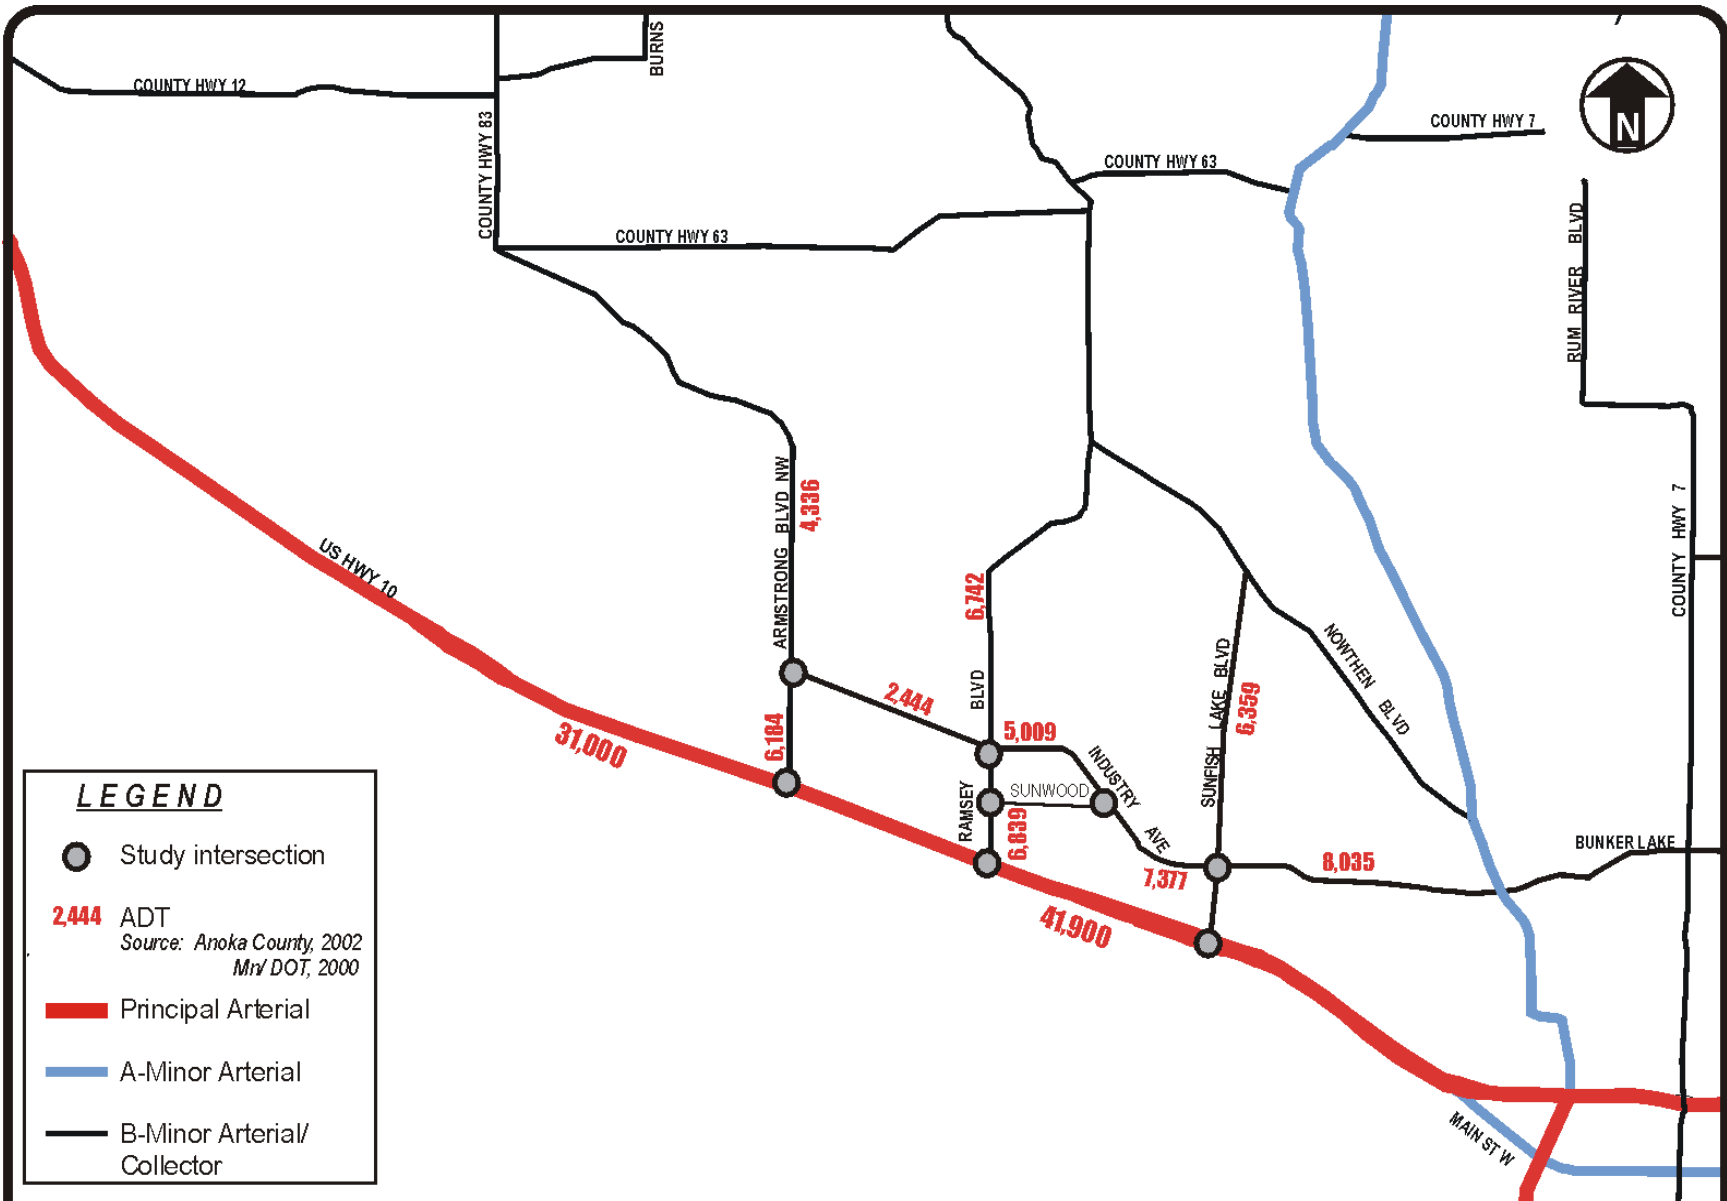 BURNS
COUNTY HWY 12
COUNTY HWY 83
COUNTY HWY 7
N
COUNTY HWY 63
COUNTY HWY 63
RUM RIVER BLVD
US HWY 10
ARMSTRONG BLVD NW
4,336
6,742
COUNTY HWY 7
NOWTHEN BLVD
SUNFISH LAKE BLVD
6,359
2,444
BLVD
5,009
6,184
31,000
INDUSTRY AVE
SUNWOOD
RAMSEY
6,839
7,377
8,035
BUNKER LAKE
41,900
MAIN ST W
LEGEND
Study intersection
2,444 ADT
Source: Anoka County, 2002
Mn/DOT, 2000
Principal Arterial
A-Minor Arterial
B-Minor Arterial/
Collector